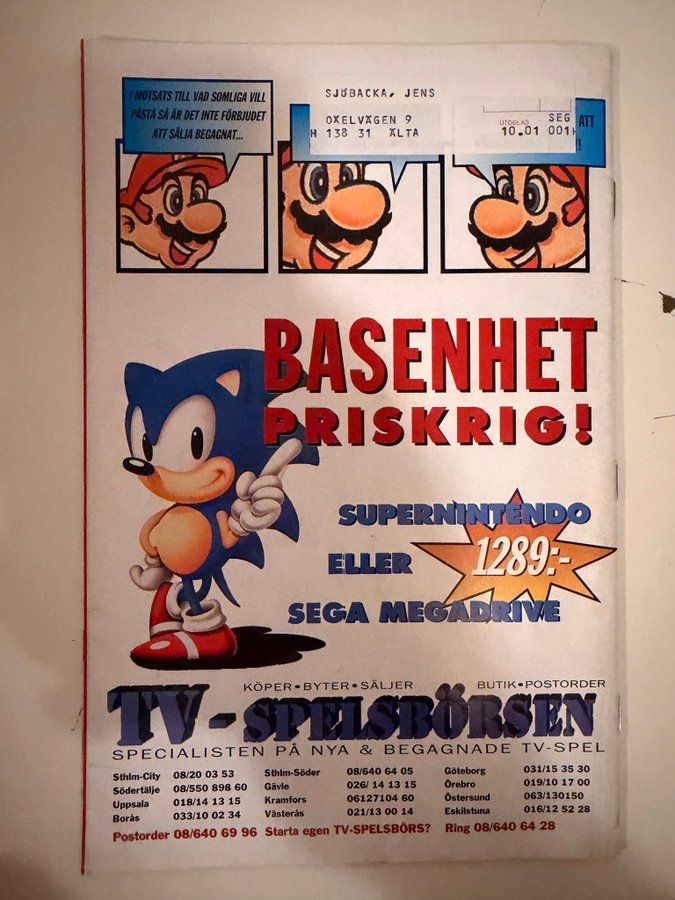 I MOTSATS TILL VAD SOMLIGA VILL
PÅSTÅ SÅ ÄR DET INTE FÖRBJUDET
ATT SÄLJA BEGAGNAT...
SJÖBACKA, JENS
OXELVÄGEN 9
H 138 31 ÄLTA
UTDELAS
SEG
10.01 001
ATT
BASENHET
PRISKRIG!
SUPERNINTENDO
ELLER
1289:-
SEGA MEGADRIVE
KÖPER•BYTER•SÄLJER BUTIK•POSTORDER
TV-SPELSBÖRSEN
SPECIALISTEN PÅ NYA & BEGAGNADE TV-SPEL
Sthlm-City 08/20 03 53 Sthlm-Söder 08/640 64 05 Göteborg 031/15 35 30
Södertälje 08/550 898 60 Gävle 026/ 14 13 15 Örebro 019/10 17 00
Uppsala 018/14 13 15 Kramfors 06127104 60 Östersund 063/130150
Borås 033/10 02 34 Västerås 021/13 00 14 Eskilstuna 016/12 52 28
Postorder 08/640 69 96 Starta egen TV-SPELSBÖRS? Ring 08/640 64 28